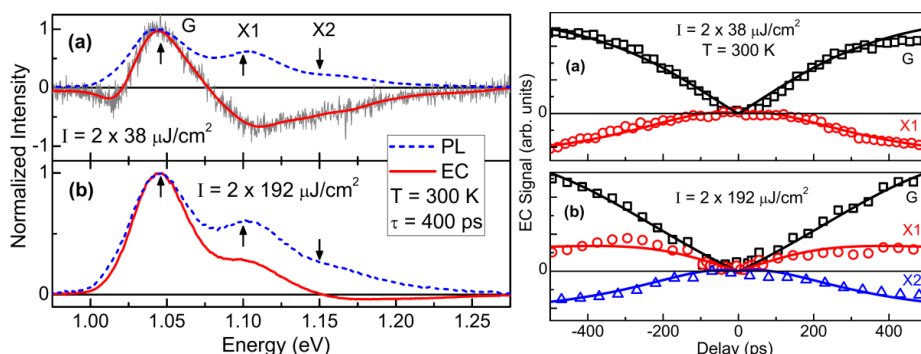 (a)
G
X1
X2
I = 2 x 38 µJ/cm²
1
0
-1
Normalized Intensity
PL
EC
T = 300 K
τ = 400 ps
(b)
I = 2 x 192 µJ/cm²
1
0
1.00
1.05
1.10
1.15
1.20
1.25
Energy (eV)
I = 2 x 38 µJ/cm²
T = 300 K
G
(a)
0
X1
EC Signal (arb. units)
I = 2 x 192 µJ/cm²
G
(b)
X1
0
X2
-400
-200
0
200
400
Delay (ps)